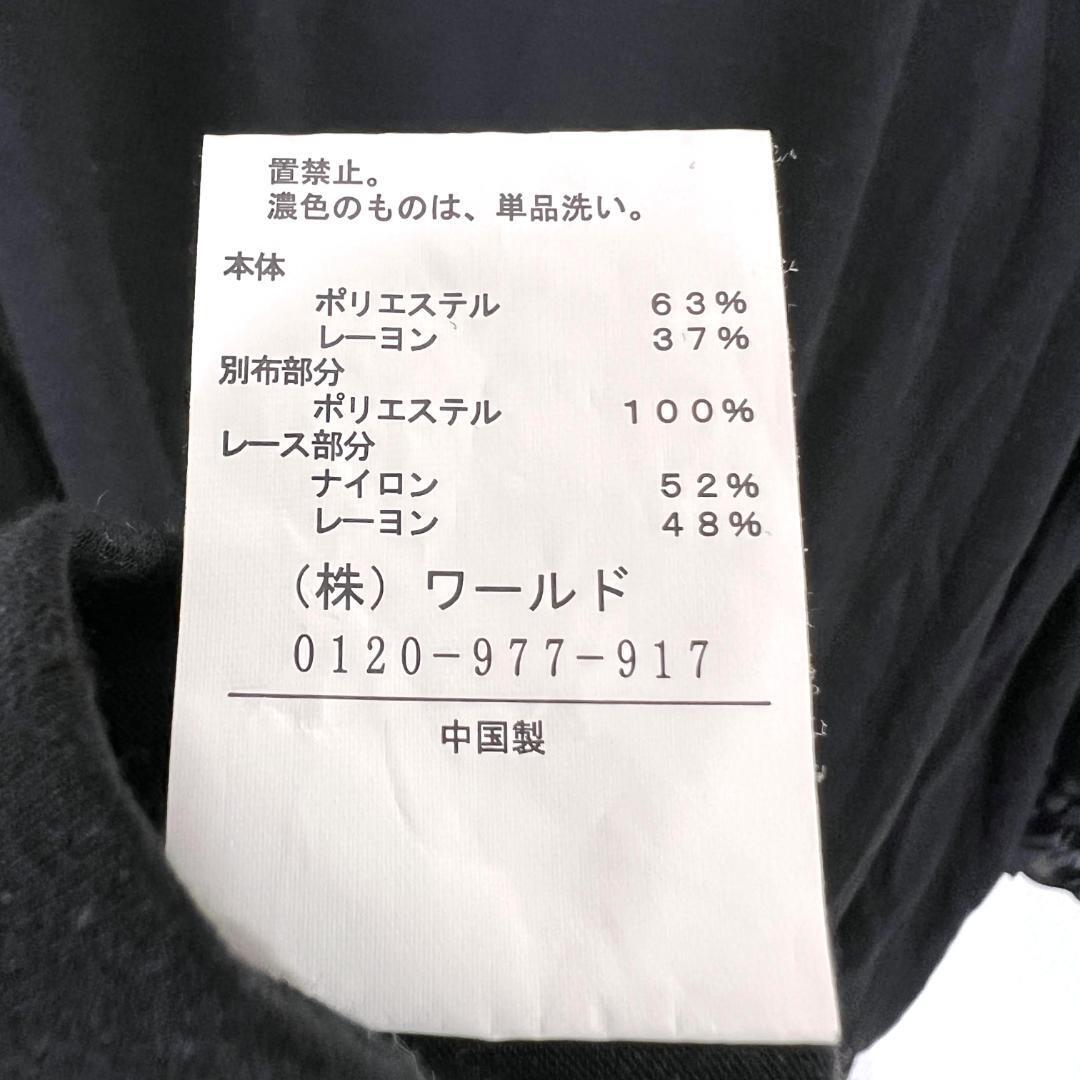 置禁止。
濃色のものは、単品洗い。
本体
ポリエステル 63%
レーヨン 37%
別布部分
ポリエステル 100%
レース部分
ナイロン 52%
レーヨン 48%
（株）ワールド
0120-977-917
中国製